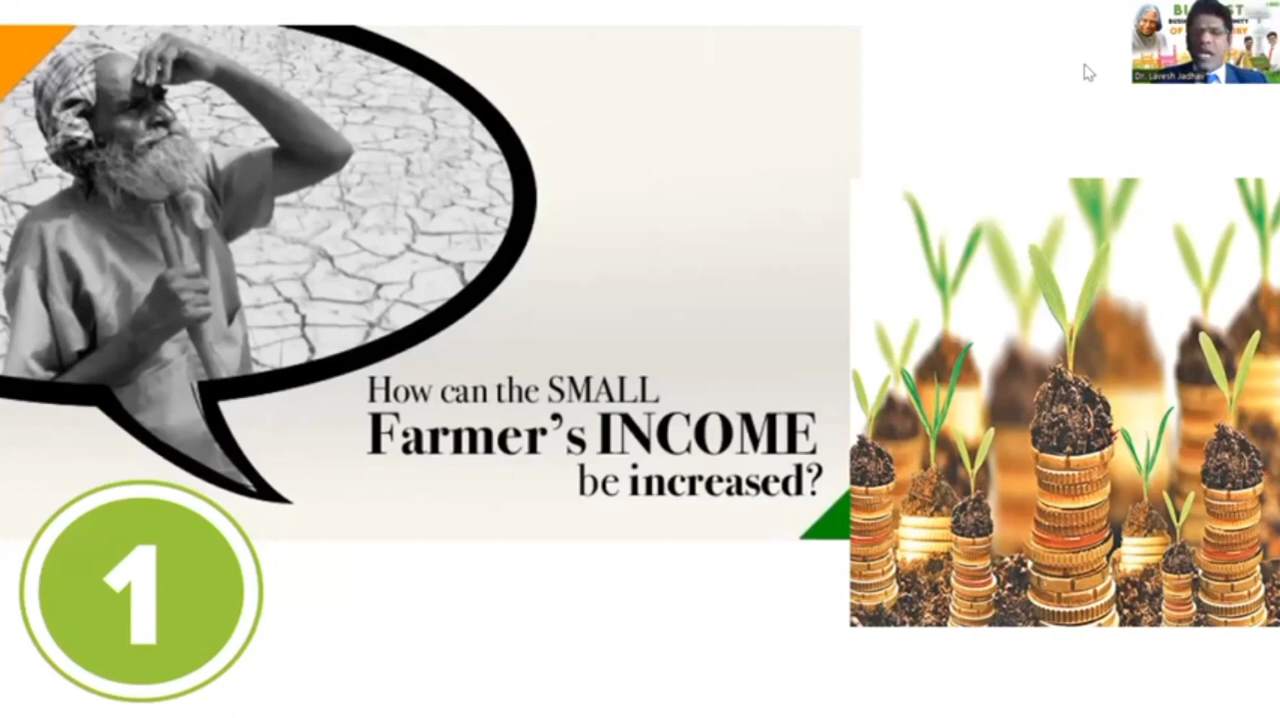 How can the SMALL
Farmer's INCOME
be increased?
1
Dr. Lavesh Jadhav